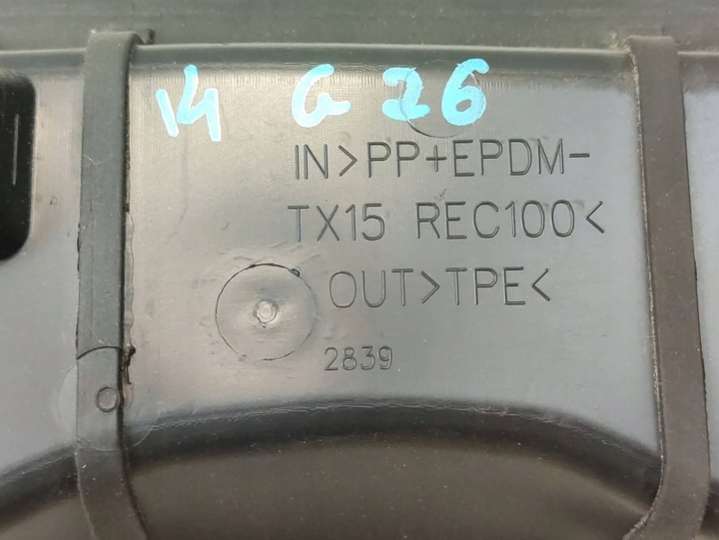 14 G 26
IN>PP+EPDM-
TX15 REC100<
OUT>TPE<
2839